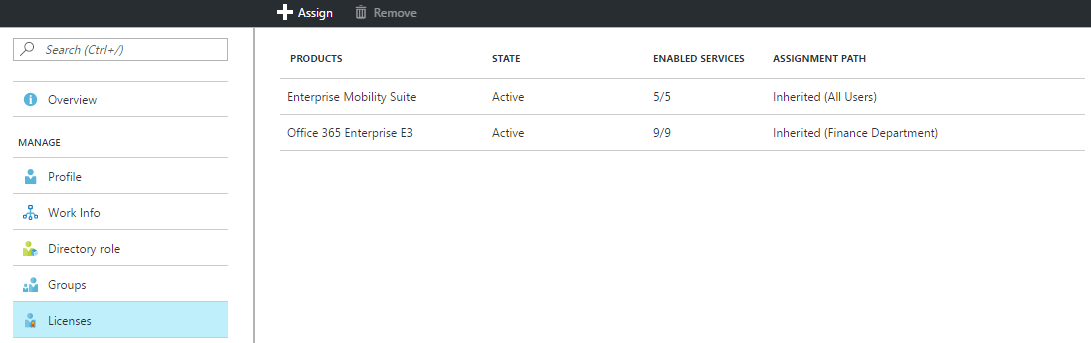 Assign Remove
Search (Ctrl+/)
Overview
MANAGE
Profile
Work Info
Directory role
Groups
Licenses
PRODUCTS STATE ENABLED SERVICES ASSIGNMENT PATH
Enterprise Mobility Suite Active 5/5 Inherited (All Users)
Office 365 Enterprise E3 Active 9/9 Inherited (Finance Department)